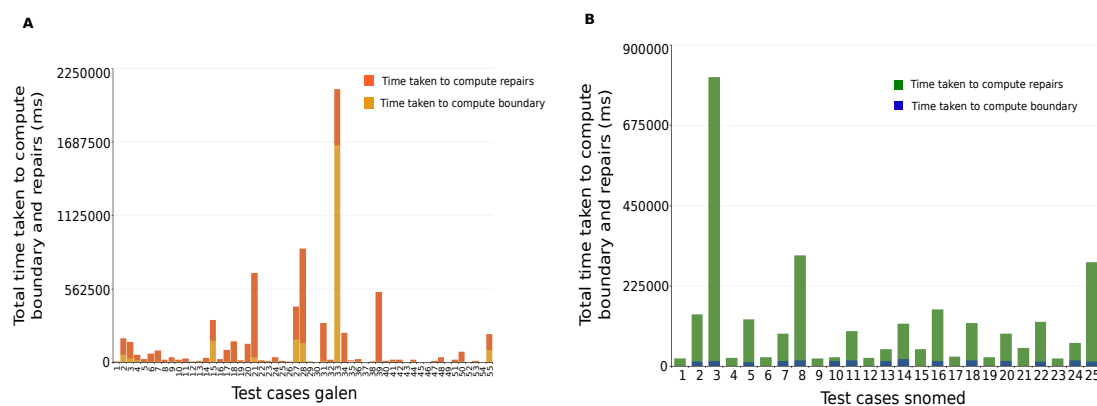 A
Total time taken to compute
boundary and repairs (ms)
2250000
1687500
1125000
562500
0
Time taken to compute repairs
Time taken to compute boundary
Test cases galen
B
Total time taken to compute
boundary and repairs (ms)
900000
675000
450000
225000
0
Time taken to compute repairs
Time taken to compute boundary
1 2 3 4 5 6 7 8 9 10 11 12 13 14 15 16 17 18 19 20 21 22 23 24 25
Test cases snomed